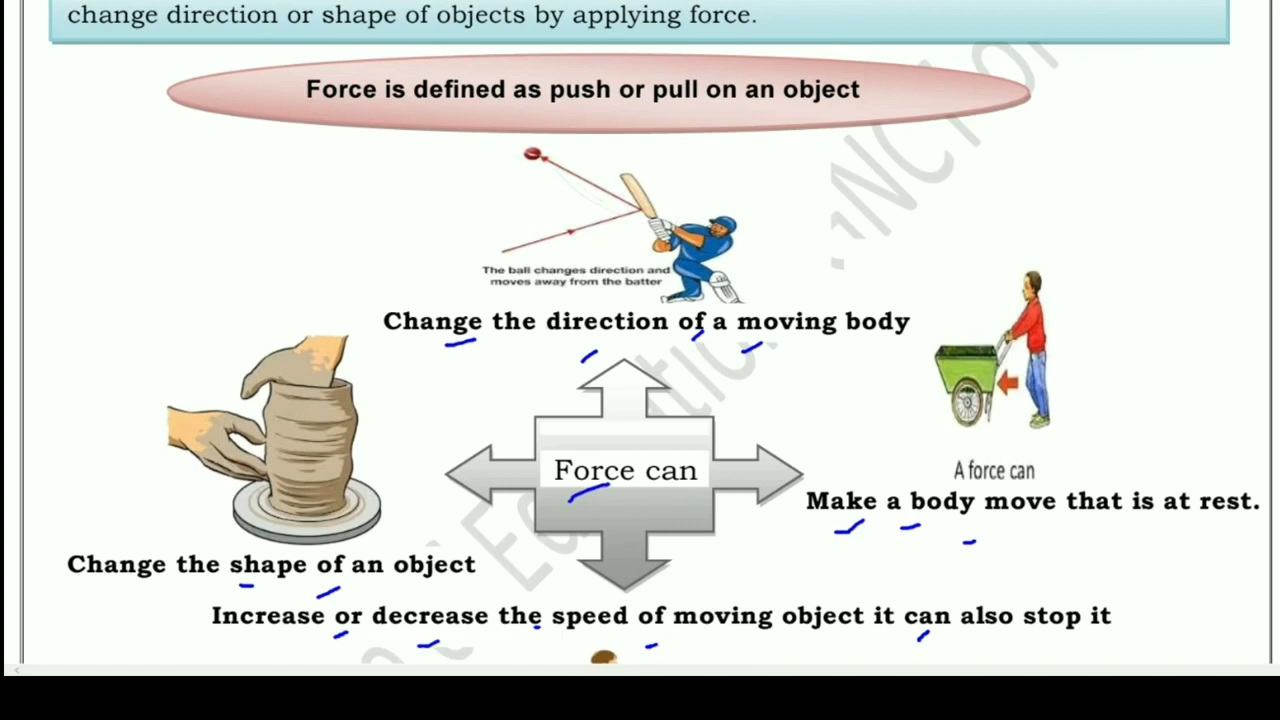 change direction or shape of objects by applying force.
Force is defined as push or pull on an object
The ball changes direction and
moves away from the batter
Change the direction of a moving body
Force can
A force can
Make a body move that is at rest.
Change the shape of an object
Increase or decrease the speed of moving object it can also stop it